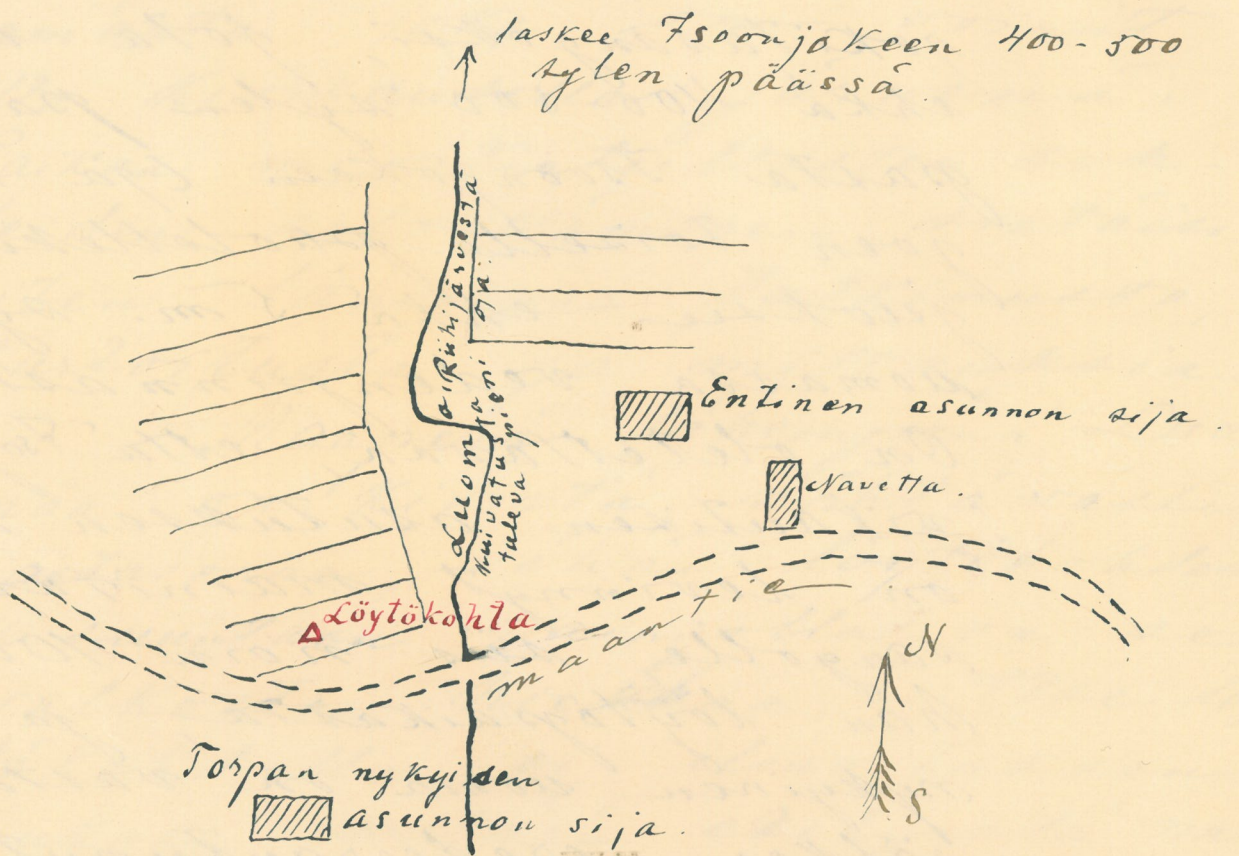 laskee Isoonjokeen 400-500
sylen päässä
Luoma, Riihijärvestä
kuivatus ja pieni oja
tuleva
Entinen asunnon sija.
Navetta.
Löytökohta
maantie
N
S
Torpan nykyisen
asunnon sija.